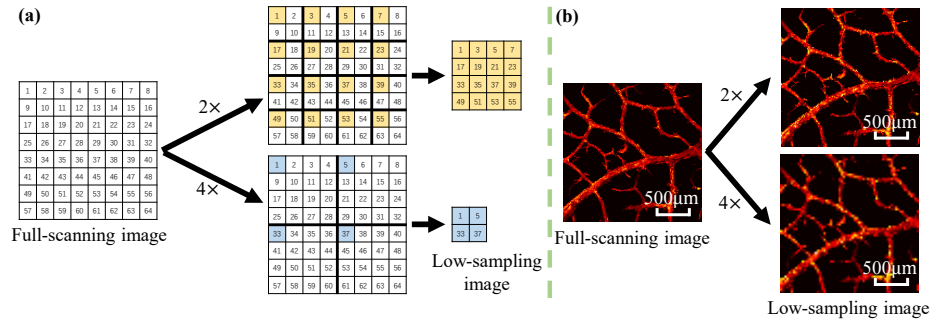 (a)
1 2 3 4 5 6 7 8
9 10 11 12 13 14 15 16
17 18 19 20 21 22 23 24
25 26 27 28 29 30 31 32
33 34 35 36 37 38 39 40
41 42 43 44 45 46 47 48
49 50 51 52 53 54 55 56
57 58 59 60 61 62 63 64
Full-scanning image
2×
4×
1 2 3 4 5 6 7 8
9 10 11 12 13 14 15 16
17 18 19 20 21 22 23 24
25 26 27 28 29 30 31 32
33 34 35 36 37 38 39 40
41 42 43 44 45 46 47 48
49 50 51 52 53 54 55 56
57 58 59 60 61 62 63 64
1 3 5 7
17 19 21 23
33 35 37 39
49 51 53 55
1 2 3 4 5 6 7 8
9 10 11 12 13 14 15 16
17 18 19 20 21 22 23 24
25 26 27 28 29 30 31 32
33 34 35 36 37 38 39 40
41 42 43 44 45 46 47 48
49 50 51 52 53 54 55 56
57 58 59 60 61 62 63 64
1 5
33 37
Low-sampling
image
(b)
500μm
Full-scanning image
2×
4×
500μm
500μm
Low-sampling image